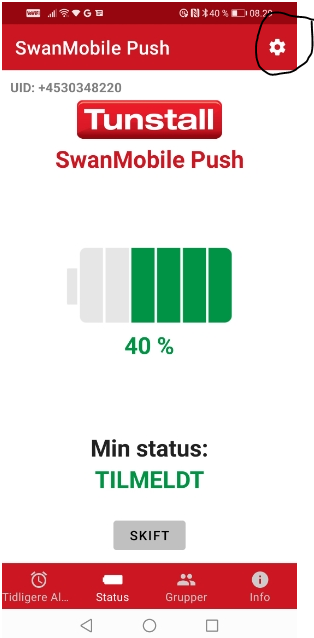 40 % 08.20
SwanMobile Push
UID: +4530348220
Tunstall
SwanMobile Push
40 %
Min status:
TILMELDT
SKIFT
Tidligere Al...
Status
Grupper
Info